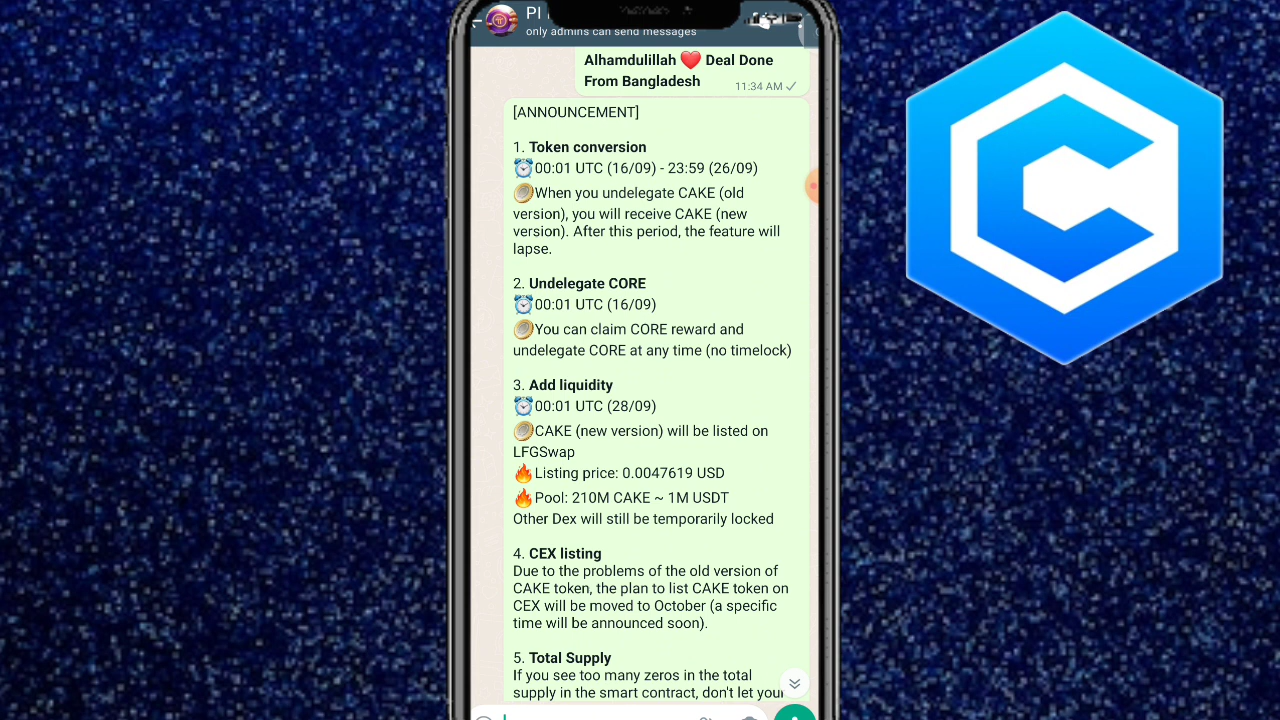 PI
only admins can send messages
Alhamdulillah ❤️ Deal Done
From Bangladesh
11:34 AM ✓
[ANNOUNCEMENT]
1. Token conversion
⏰00:01 UTC (16/09) - 23:59 (26/09)
🪙When you undelegate CAKE (old
version), you will receive CAKE (new
version). After this period, the feature will
lapse.
2. Undelegate CORE
⏰00:01 UTC (16/09)
🪙You can claim CORE reward and
undelegate CORE at any time (no timelock)
3. Add liquidity
⏰00:01 UTC (28/09)
🪙CAKE (new version) will be listed on
LFGSwap
🔥Listing price: 0.0047619 USD
🔥Pool: 210M CAKE ~ 1M USDT
Other Dex will still be temporarily locked
4. CEX listing
Due to the problems of the old version of
CAKE token, the plan to list CAKE token on
CEX will be moved to October (a specific
time will be announced soon).
5. Total Supply
If you see too many zeros in the total
supply in the smart contract, don't let your